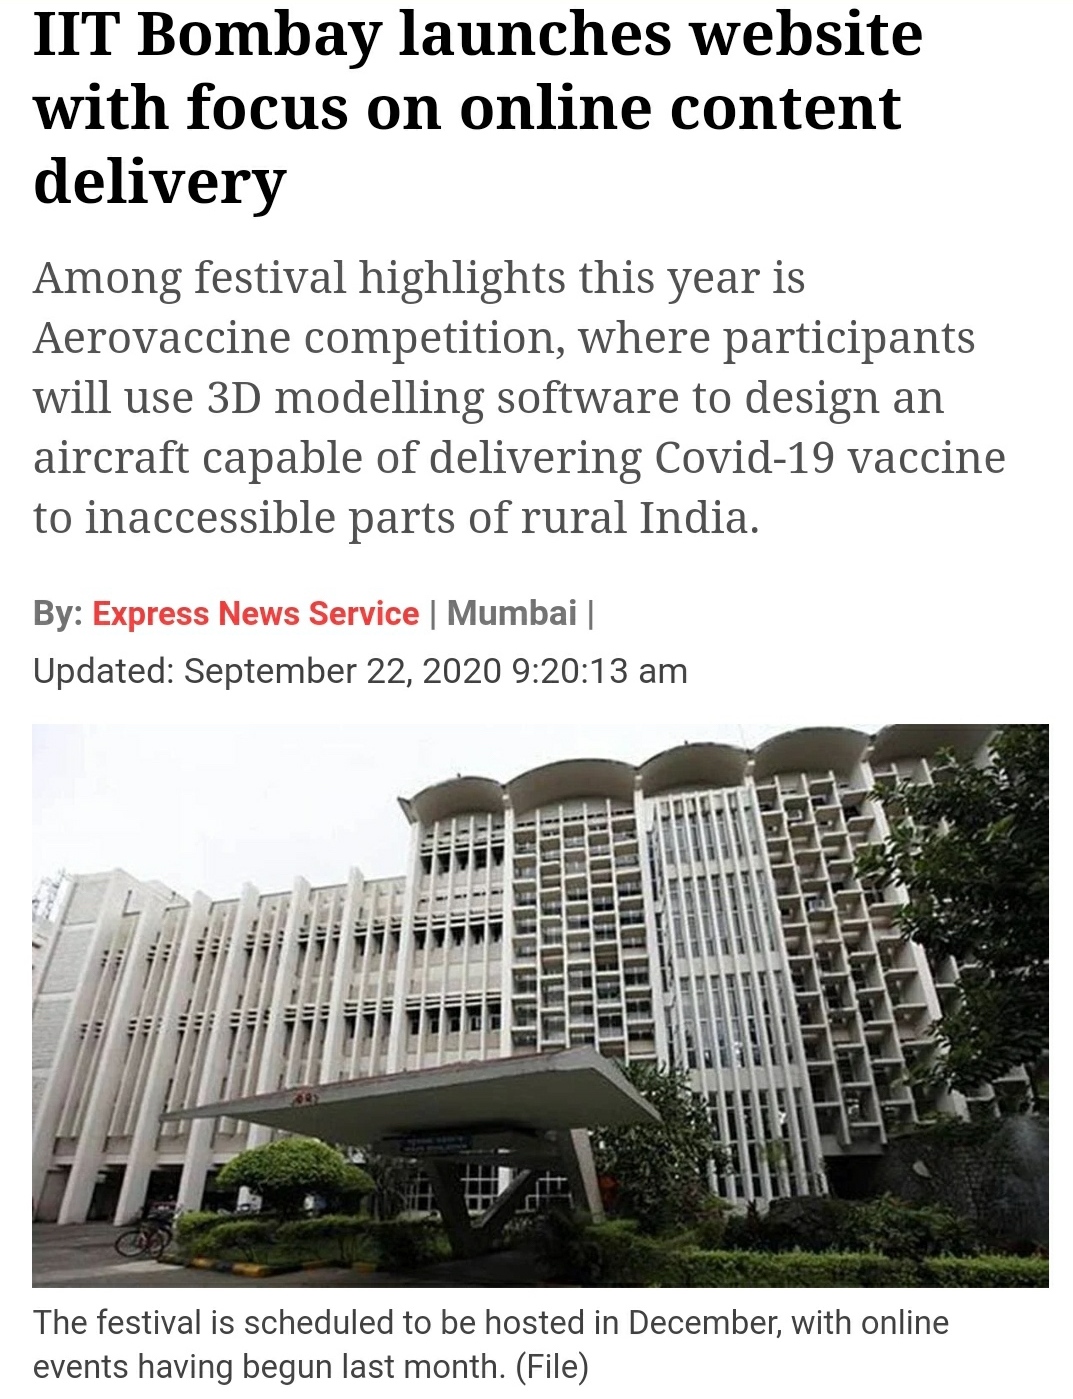 IIT Bombay launches website
with focus on online content
delivery
Among festival highlights this year is
Aerovaccine competition, where participants
will use 3D modelling software to design an
aircraft capable of delivering Covid-19 vaccine
to inaccessible parts of rural India.
By: Express News Service | Mumbai |
Updated: September 22, 2020 9:20:13 am
The festival is scheduled to be hosted in December, with online
events having begun last month. (File)